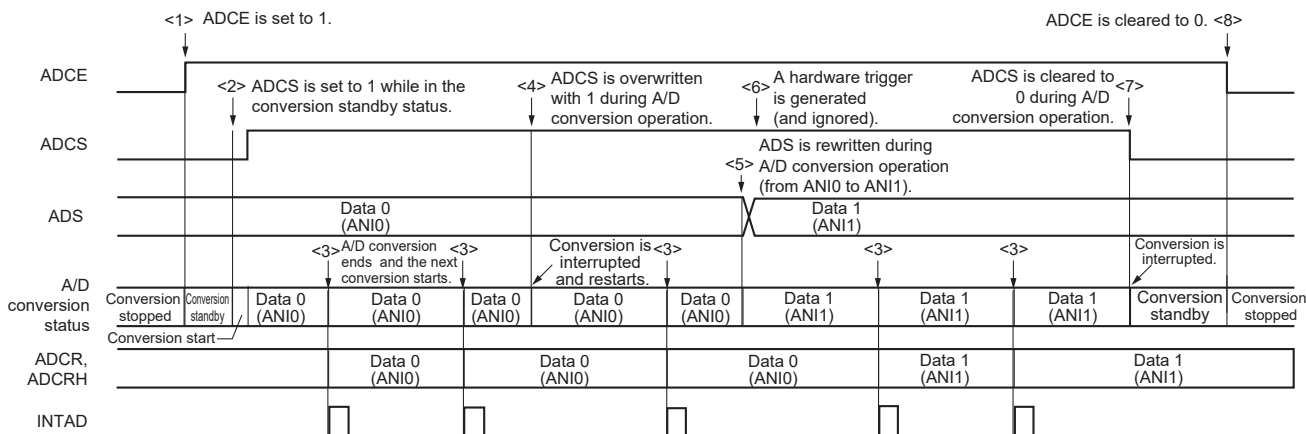 <1> ADCE is set to 1.
ADCE is cleared to 0. <8>
ADCE
<2> ADCS is set to 1 while in the
conversion standby status.
<4> ADCS is overwritten
with 1 during A/D
conversion operation.
<6> A hardware trigger
is generated
(and ignored).
ADCS is cleared to <7>
0 during A/D
conversion operation.
ADCS
<5> ADS is rewritten during
A/D conversion operation
(from ANI0 to ANI1).
ADS
Data 0
(ANI0)
Data 1
(ANI1)
<3> A/D conversion
ends and the next
conversion starts.
<3>
Conversion is
interrupted
and restarts.
<3>
<3>
<3>
Conversion is
interrupted.
A/D
conversion
status
Conversion
stopped
Conversion
standby
Conversion start
Data 0
(ANI0)
Data 0
(ANI0)
Data 0
(ANI0)
Data 0
(ANI0)
Data 0
(ANI0)
Data 1
(ANI1)
Data 1
(ANI1)
Data 1
(ANI1)
Conversion
standby
Conversion
stopped
ADCR,
ADCRH
Data 0
(ANI0)
Data 0
(ANI0)
Data 0
(ANI0)
Data 1
(ANI1)
Data 1
(ANI1)
INTAD